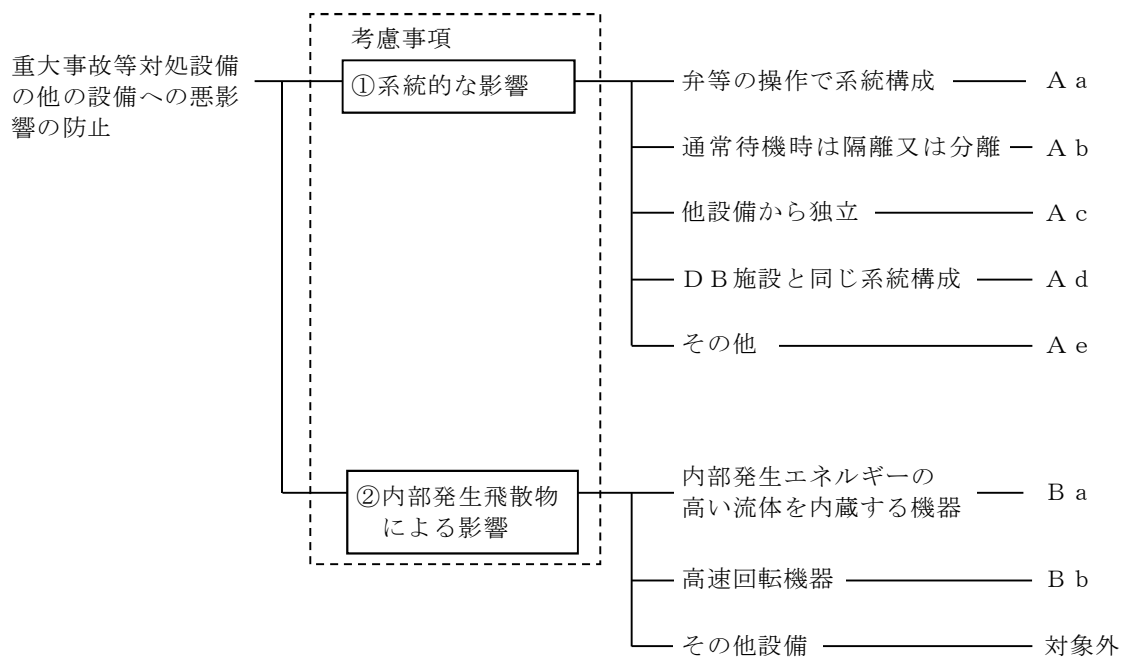 重大事故等対処設備
の他の設備への悪影
響の防止
考慮事項
①系統的な影響
弁等の操作で系統構成 Ａａ
通常待機時は隔離又は分離 Ａｂ
他設備から独立 Ａｃ
ＤＢ施設と同じ系統構成 Ａｄ
その他 Ａｅ
②内部発生飛散物
による影響
内部発生エネルギーの
高い流体を内蔵する機器 Ｂａ
高速回転機器 Ｂｂ
その他設備 対象外